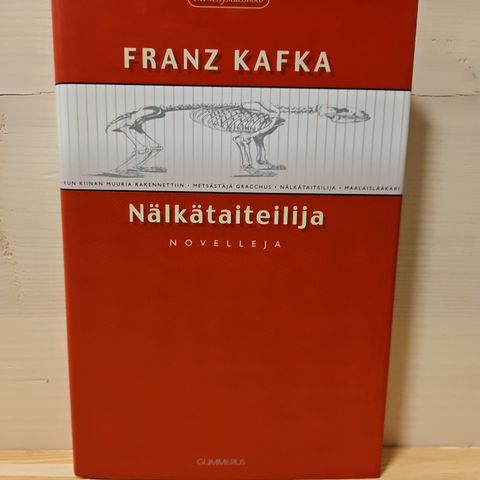 FRANZ KAFKA
KUN KIINAN MUURIA RAKENNETTIIN • METSÄSTÄJÄ GRACCHUS • NÄLKÄTAITEILIJA • MAALAISLÄÄKÄRI
Nälkätaiteilija
NOVELLEJA
GUMMERUS